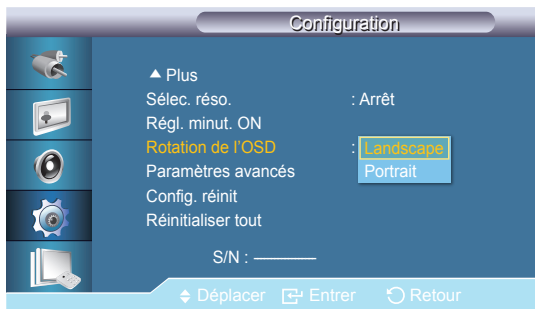 Configuration
▲ Plus
Sélec. réso. : Arrêt
Régl. minut. ON
Rotation de l’OSD : Landscape
Portrait
Paramètres avancés
Config. réinit
Réinitialiser tout
S/N :
Déplacer Entrer Retour